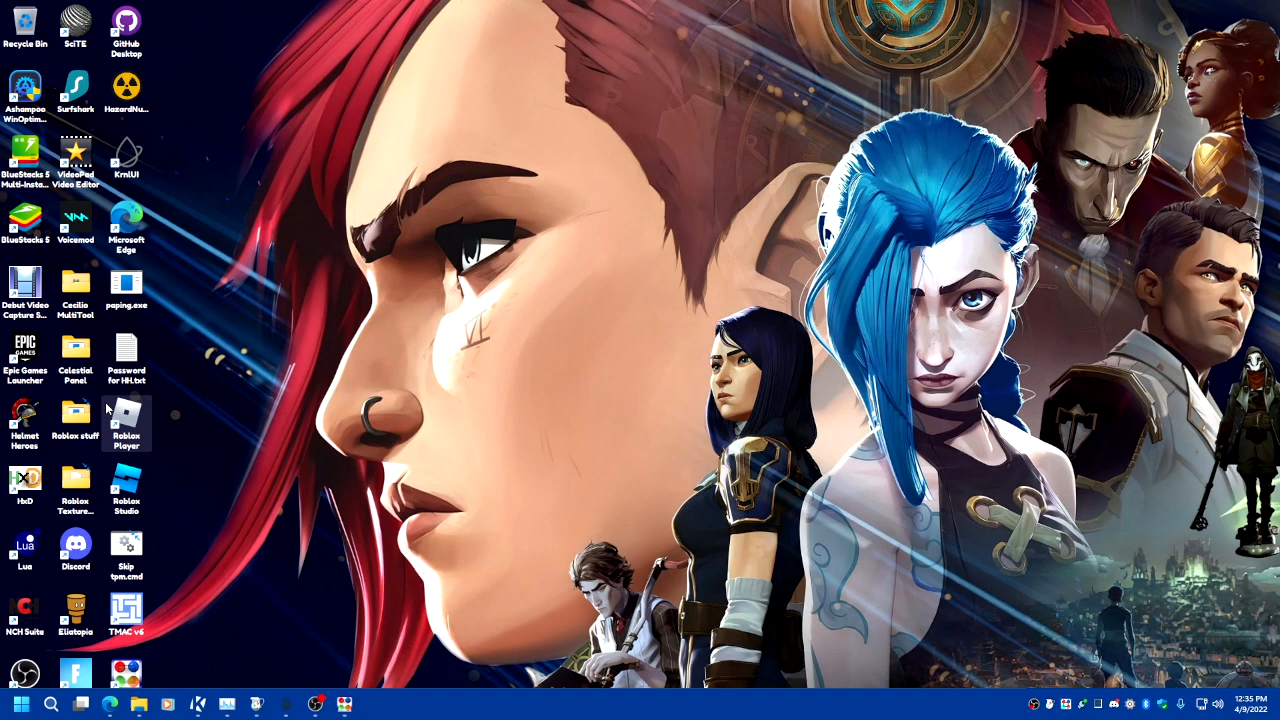 Recycle Bin
SciTE
GitHub
Desktop
Ashampoo
WinOptim...
Surfshark
HazardNu...
BlueStacks 5
Multi-Insta...
VideoPad
Video Editor
KrnlUI
BlueStacks 5
Voicemod
Microsoft
Edge
Debut Video
Capture S...
Cecilio
MultiTool
paping.exe
EPIC
GAMES
Epic Games
Launcher
Celestial
Panel
Password
for HH.txt
Helmet
Heroes
Roblox stuff
Roblox
Player
HxD
HxD
Roblox
Texture...
Roblox
Studio
Lua
Lua
Discord
Skip
tpm.cmd
NCH Suite
Eliatopia
TMAC v6
VI
12:35 PM
4/9/2022